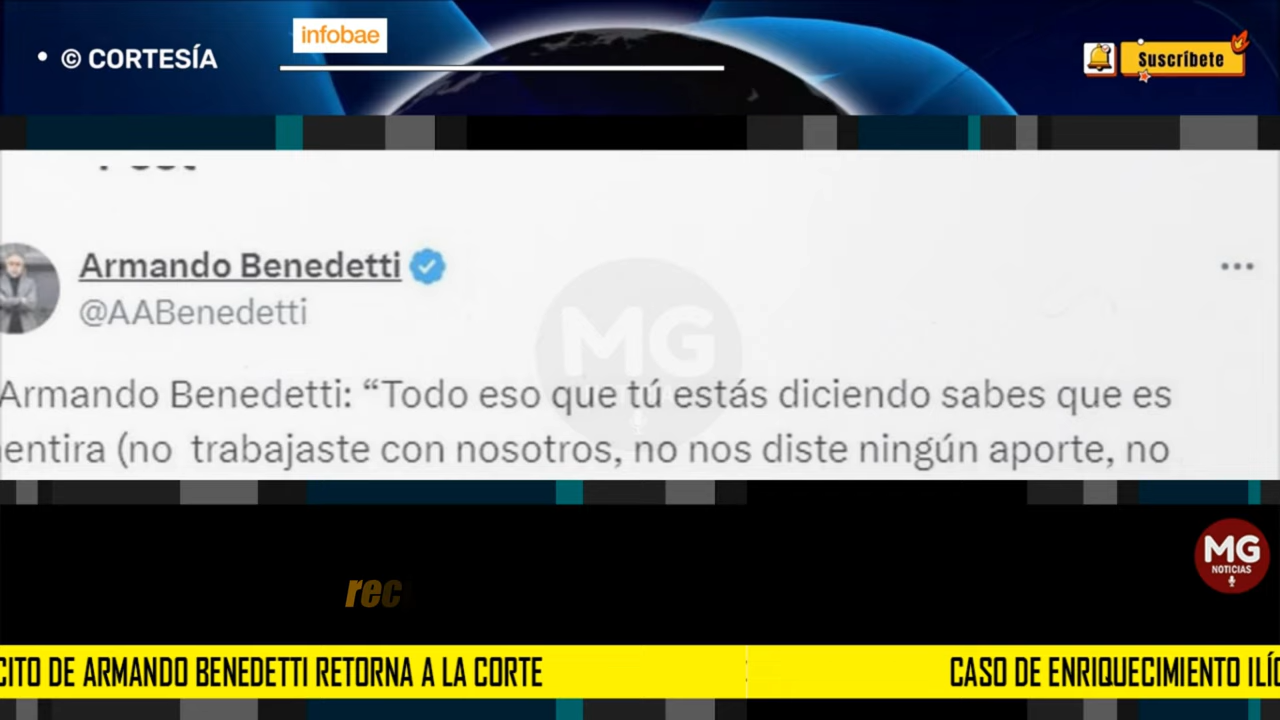 infobae
• © CORTESÍA
Suscríbete
Armando Benedetti
@AABenedetti
Armando Benedetti: “Todo eso que tú estás diciendo sabes que es
entira (no trabajaste con nosotros, no nos diste ningún aporte, no
MG
MG
NOTICIAS
rec
CITO DE ARMANDO BENEDETTI RETORNA A LA CORTE
CASO DE ENRIQUECIMIENTO ILÍC